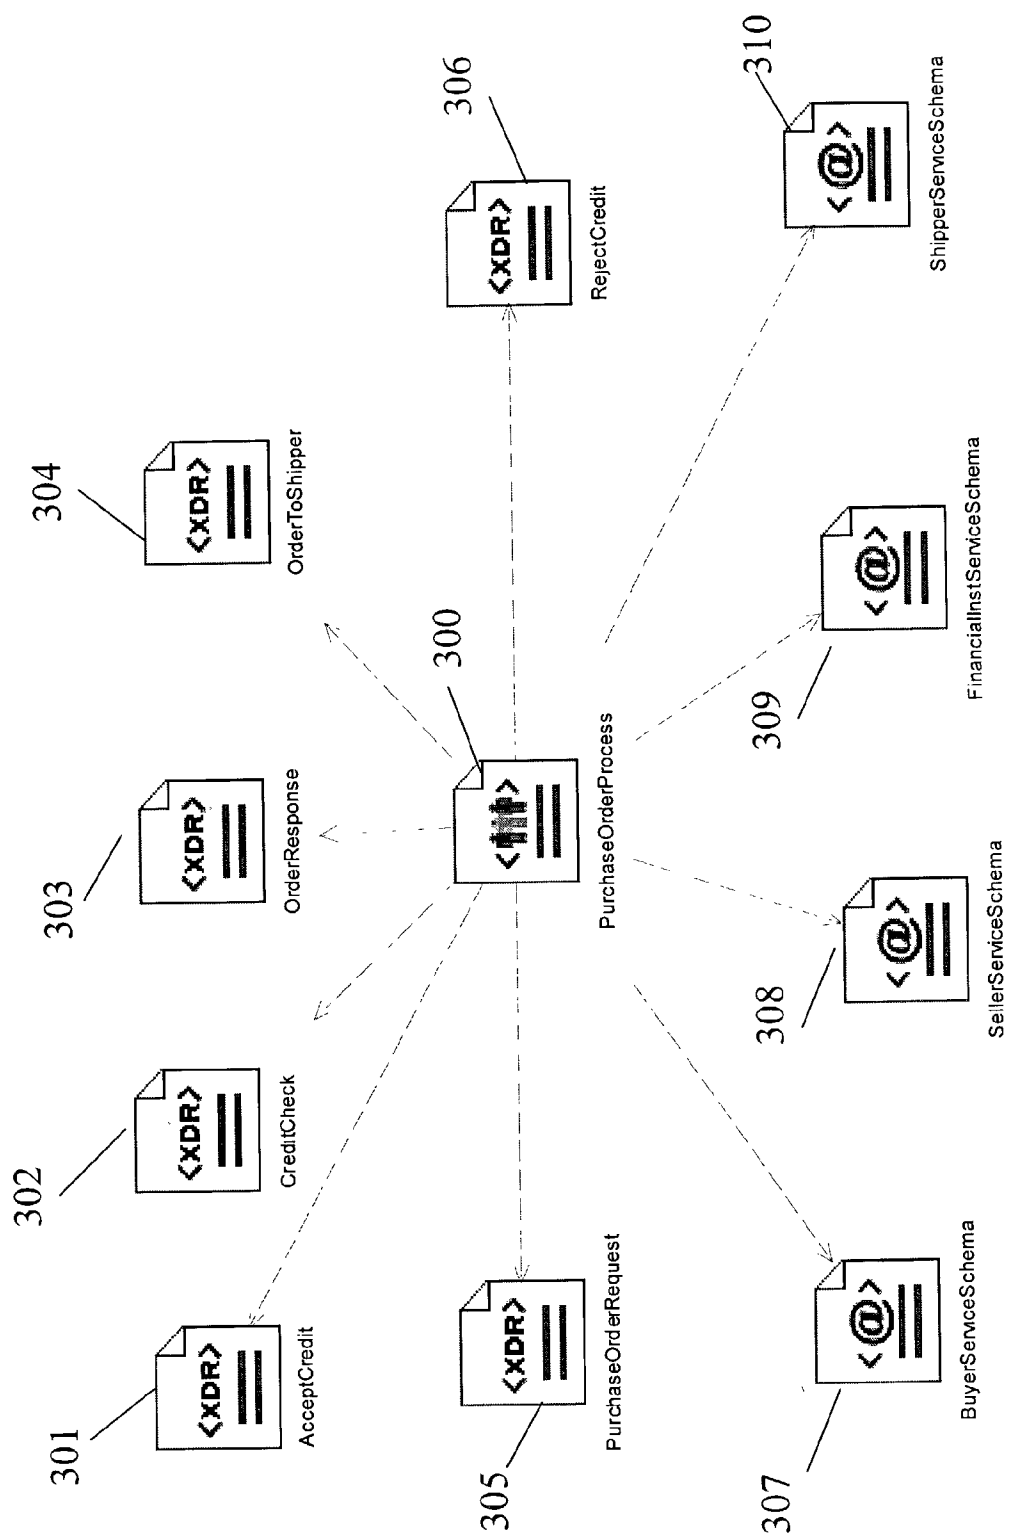 301
<XDR>
AcceptCredit
302
<XDR>
CreditCheck
303
<XDR>
OrderResponse
304
<XDR>
OrderToShipper
305
<XDR>
PurchaseOrderRequest
300
PurchaseOrderProcess
306
<XDR>
RejectCredit
307
<@>
BuyerServiceSchema
308
<@>
SellerServiceSchema
309
<@>
FinancialInstServiceSchema
310
<@>
ShipperServiceSchema